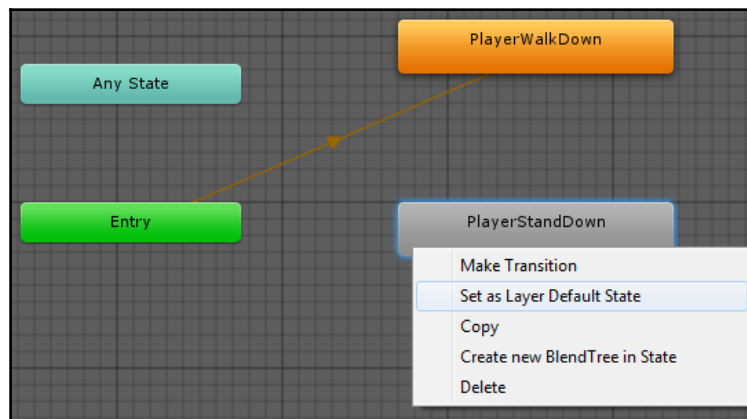 PlayerWalkDown
Any State
Entry
PlayerStandDown
Make Transition
Set as Layer Default State
Copy
Create new BlendTree in State
Delete